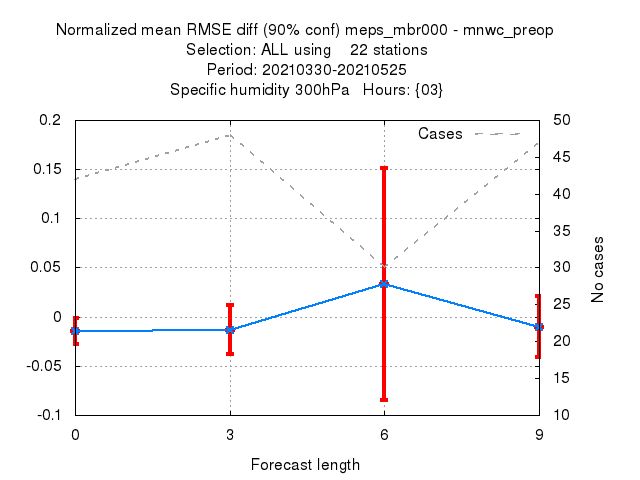 Normalized mean RMSE diff (90% conf) meps_mbr000 - mnwc_preop
Selection: ALL using    22 stations
Period: 20210330-20210525
Specific humidity 300hPa   Hours: {03}
Cases
0.2
0.15
0.1
0.05
0
-0.05
-0.1
50
45
40
35
30
25
20
15
10
No cases
0
3
6
9
Forecast length